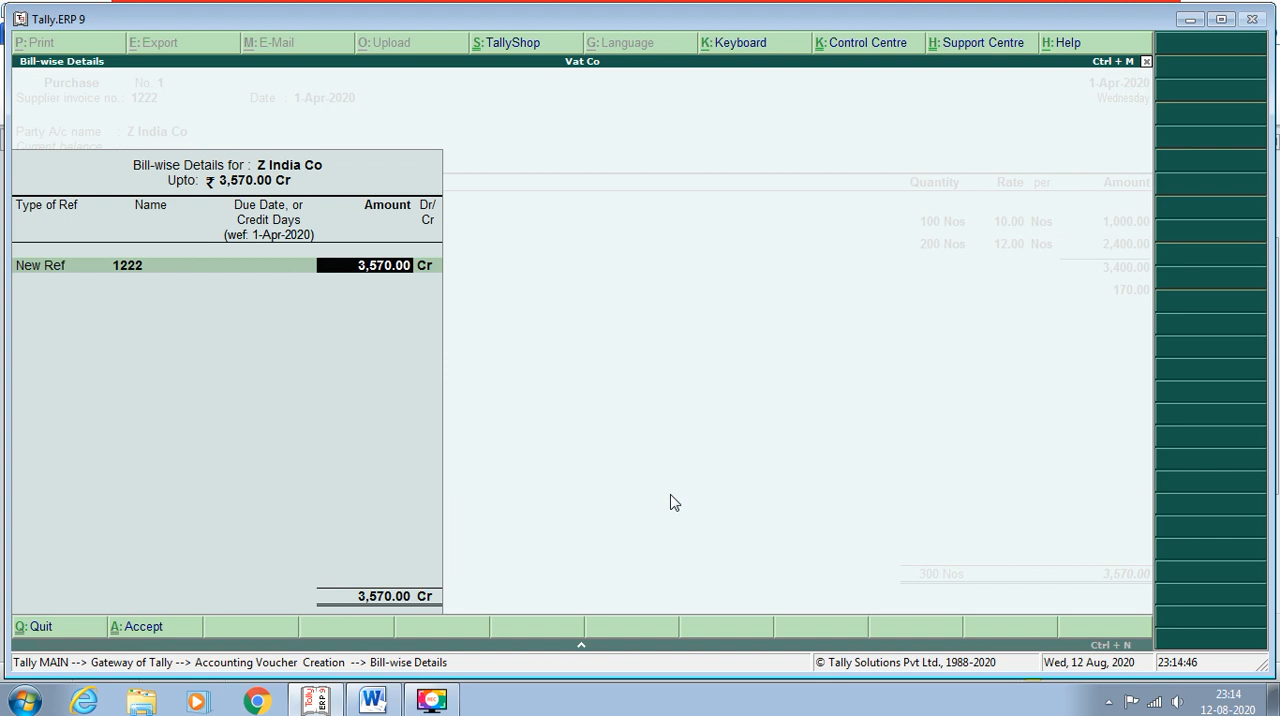 Tally.ERP 9
P: Print E: Export M: E-Mail O: Upload S: TallyShop G: Language K: Keyboard K: Control Centre H: Support Centre H: Help
Bill-wise Details Vat Co Ctrl + M
Purchase No. 1 1-Apr-2020
Supplier invoice no.: 1222 Date : 1-Apr-2020 Wednesday
Party A/c name : Z India Co
Current balance
Bill-wise Details for : Z India Co
Upto: ₹ 3,570.00 Cr
Quantity Rate per Amount
Type of Ref Name Due Date, or Amount Dr/
Credit Days Cr
(wef: 1-Apr-2020)
100 Nos 10.00 Nos 1,000.00
200 Nos 12.00 Nos 2,400.00
3,400.00
New Ref 1222 3,570.00 Cr
170.00
300 Nos 3,570.00
3,570.00 Cr
Q: Quit A: Accept
Ctrl + N
Tally MAIN --> Gateway of Tally --> Accounting Voucher Creation --> Bill-wise Details © Tally Solutions Pvt Ltd., 1988-2020 Wed, 12 Aug, 2020 23:14:46
Tally ERP 9 W REC
23:14
12-08-2020